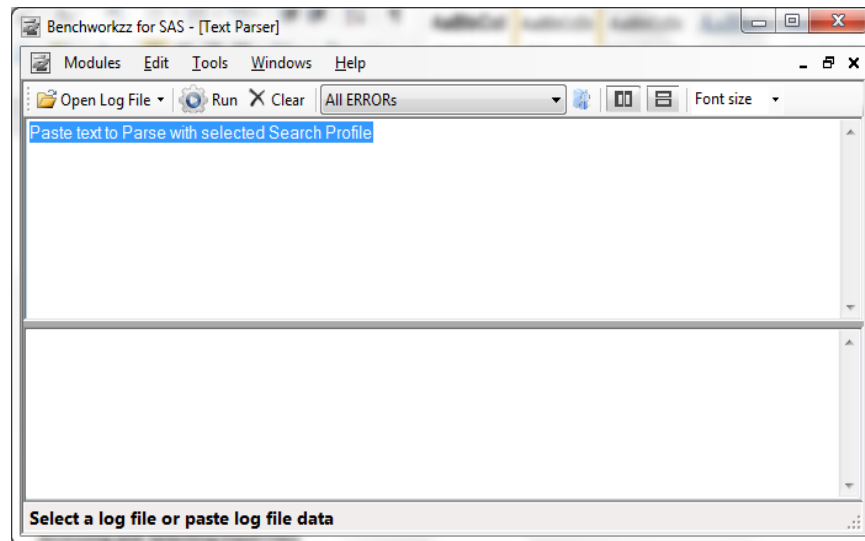 Benchworkzz for SAS - [Text Parser]
Modules Edit Tools Windows Help
Open Log File Run Clear All ERRORs Font size
Paste text to Parse with selected Search Profile
Select a log file or paste log file data